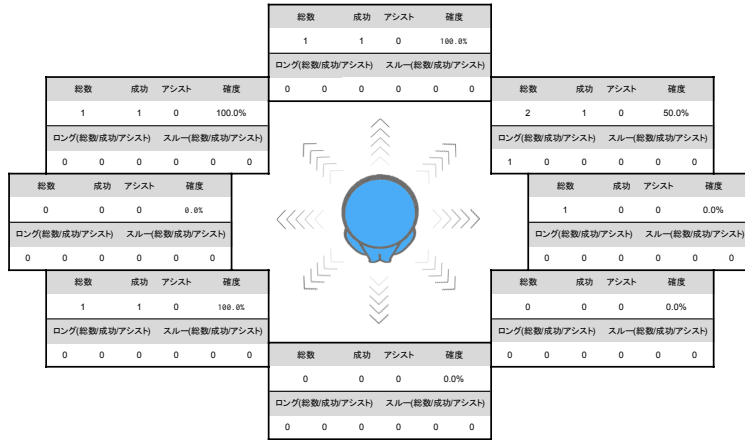 総数 成功 アシスト 確度
1 1 0 100.0%
ロング(総数/成功/アシスト) スルー(総数/成功/アシスト)
0 0 0 0 0 0
総数 成功 アシスト 確度
1 1 0 100.0%
ロング(総数/成功/アシスト) スルー(総数/成功/アシスト)
0 0 0 0 0 0
総数 成功 アシスト 確度
2 1 0 50.0%
ロング(総数/成功/アシスト) スルー(総数/成功/アシスト)
1 0 0 0 0 0
総数 成功 アシスト 確度
0 0 0 0.0%
ロング(総数/成功/アシスト) スルー(総数/成功/アシスト)
0 0 0 0 0 0
総数 成功 アシスト 確度
1 0 0 0.0%
ロング(総数/成功/アシスト) スルー(総数/成功/アシスト)
0 0 0 0 0 0
総数 成功 アシスト 確度
1 1 0 100.0%
ロング(総数/成功/アシスト) スルー(総数/成功/アシスト)
0 0 0 0 0 0
総数 成功 アシスト 確度
0 0 0 0.0%
ロング(総数/成功/アシスト) スルー(総数/成功/アシスト)
0 0 0 0 0 0
総数 成功 アシスト 確度
0 0 0 0.0%
ロング(総数/成功/アシスト) スルー(総数/成功/アシスト)
0 0 0 0 0 0